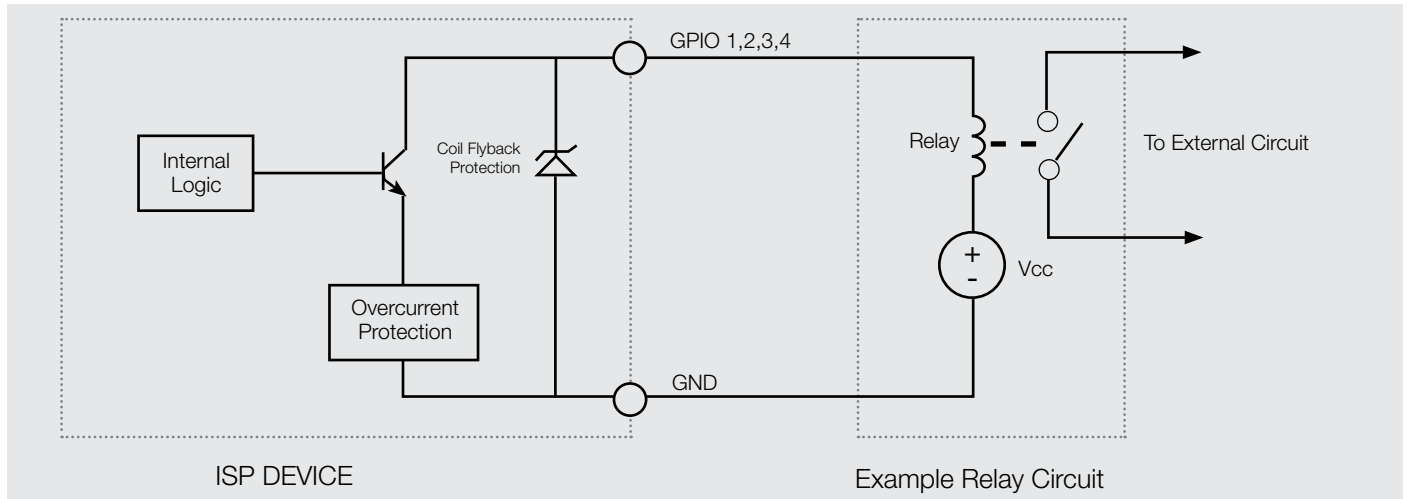 GPIO 1,2,3,4
Internal
Logic
Coil Flyback
Protection
Relay
To External Circuit
+
-
Vcc
Overcurrent
Protection
GND
ISP DEVICE
Example Relay Circuit